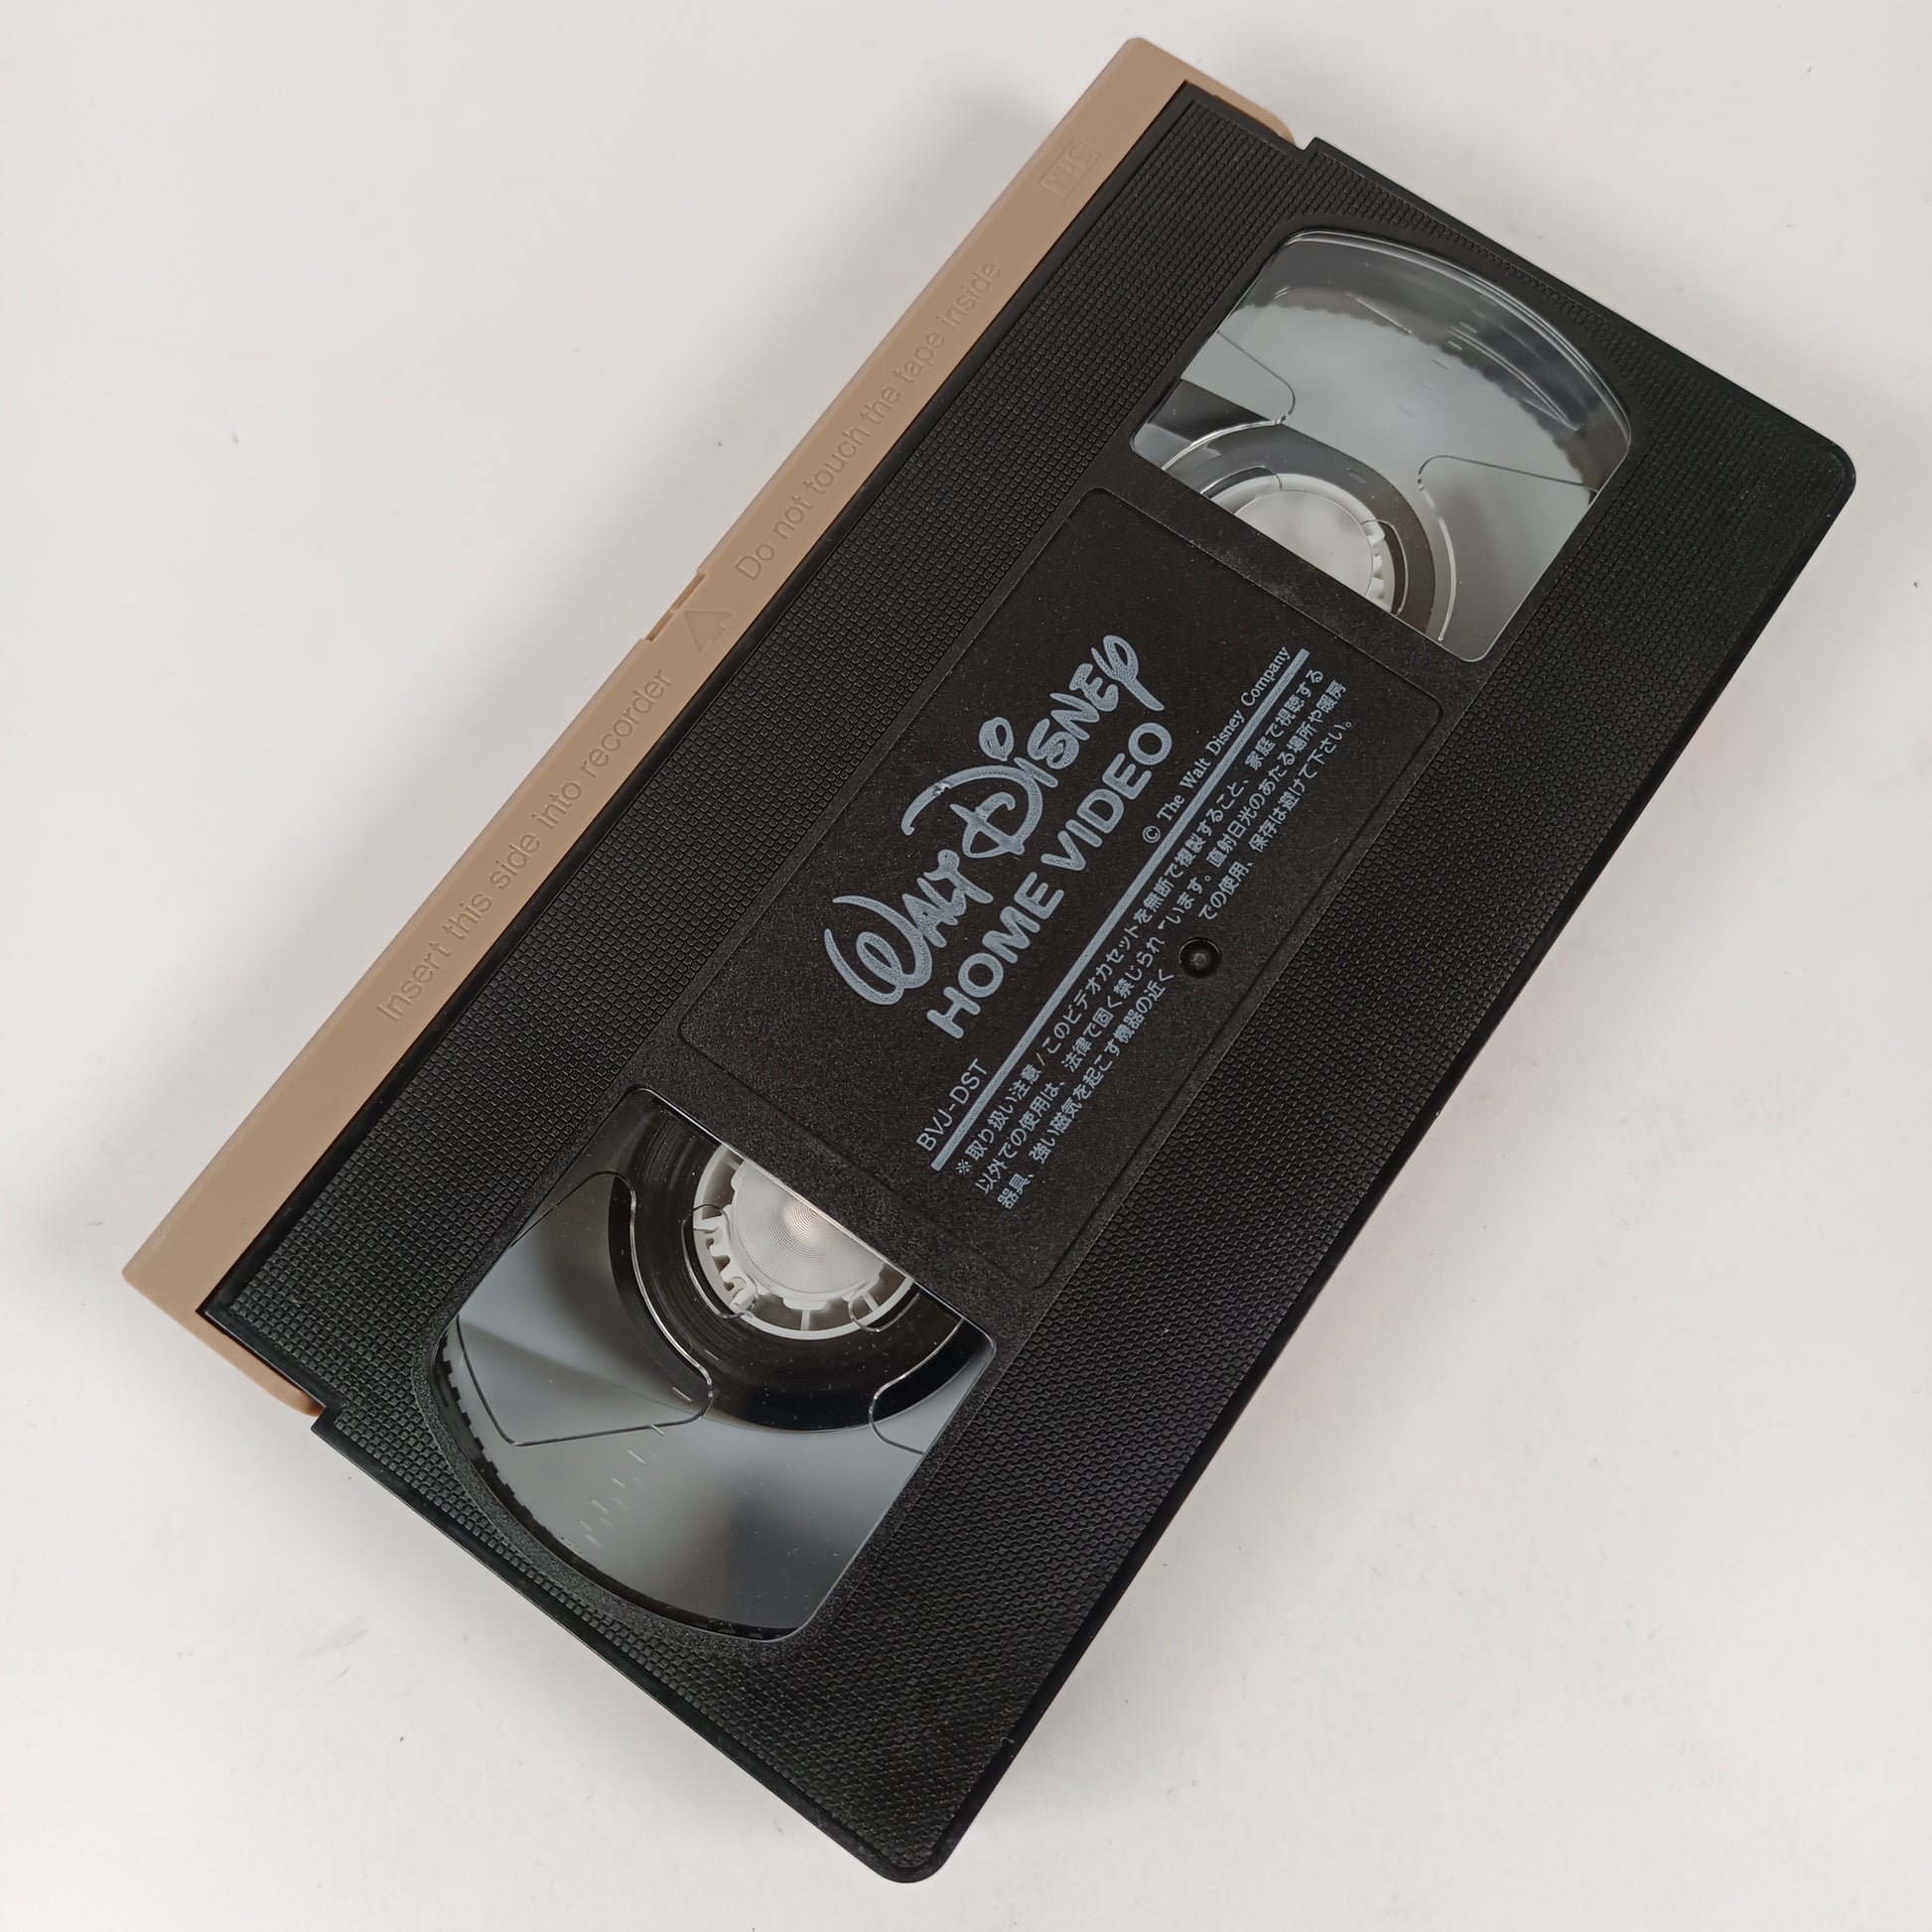 VHS
Insert this side into recorder
Do not touch the tape inside
WALT DISNEY
HOME VIDEO
BVJ-DST
© The Walt Disney Company
※取り扱い注意/このビデオカセットを無断で複製すること、家庭で視聴する
以外での使用は、法律で固く禁じられ ています。直射日光のあたる場所や暖房
器具、強い磁気を起こす機器の近く での使用、保存は避けて下さい。